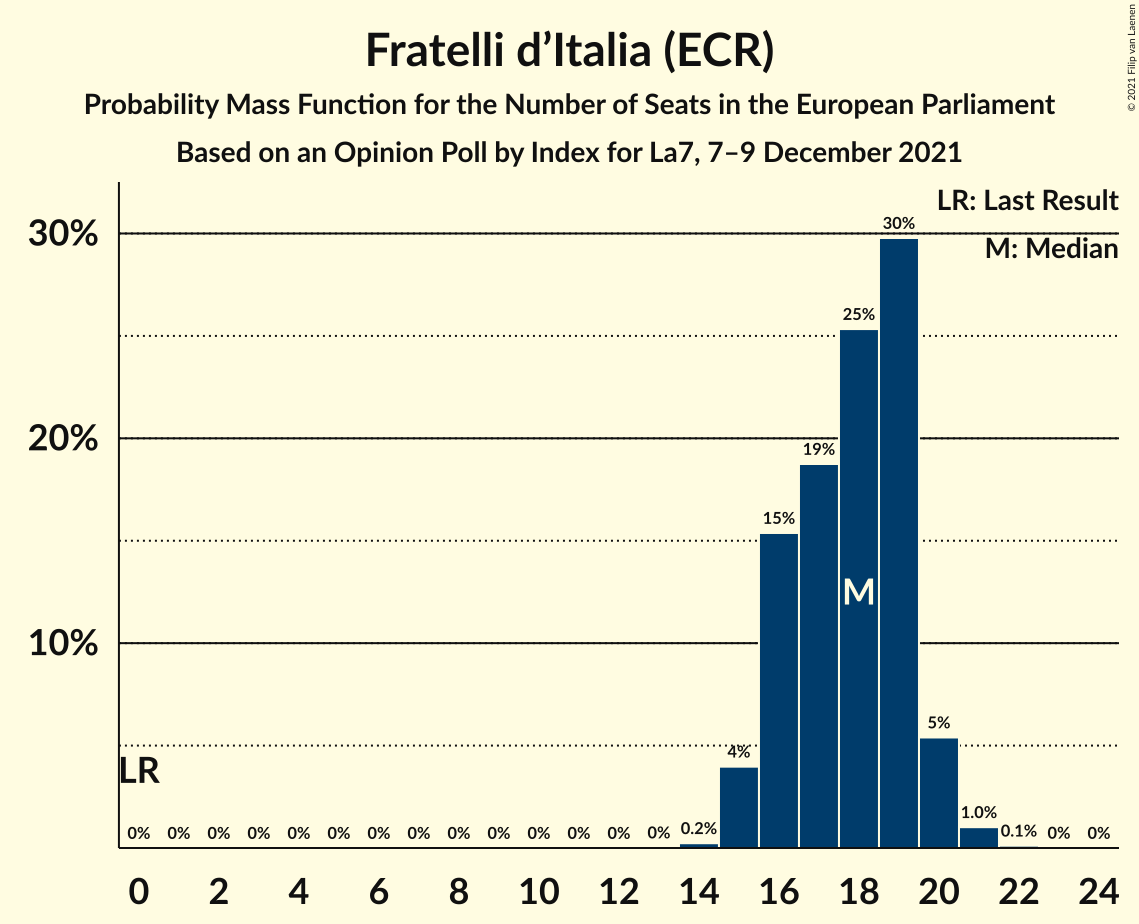 Fratelli d’Italia (ECR)
Probability Mass Function for the Number of Seats in the European Parliament
Based on an Opinion Poll by Index for La7, 7–9 December 2021
© 2021 Filip van Laenen
LR: Last Result
M: Median
30%
20%
10%
30%
25%
19%
15%
M
5%
4%
LR
0% 0% 0% 0% 0% 0% 0% 0% 0% 0% 0% 0% 0% 0% 0.2% 1.0% 0.1% 0% 0%
0 2 4 6 8 10 12 14 16 18 20 22 24